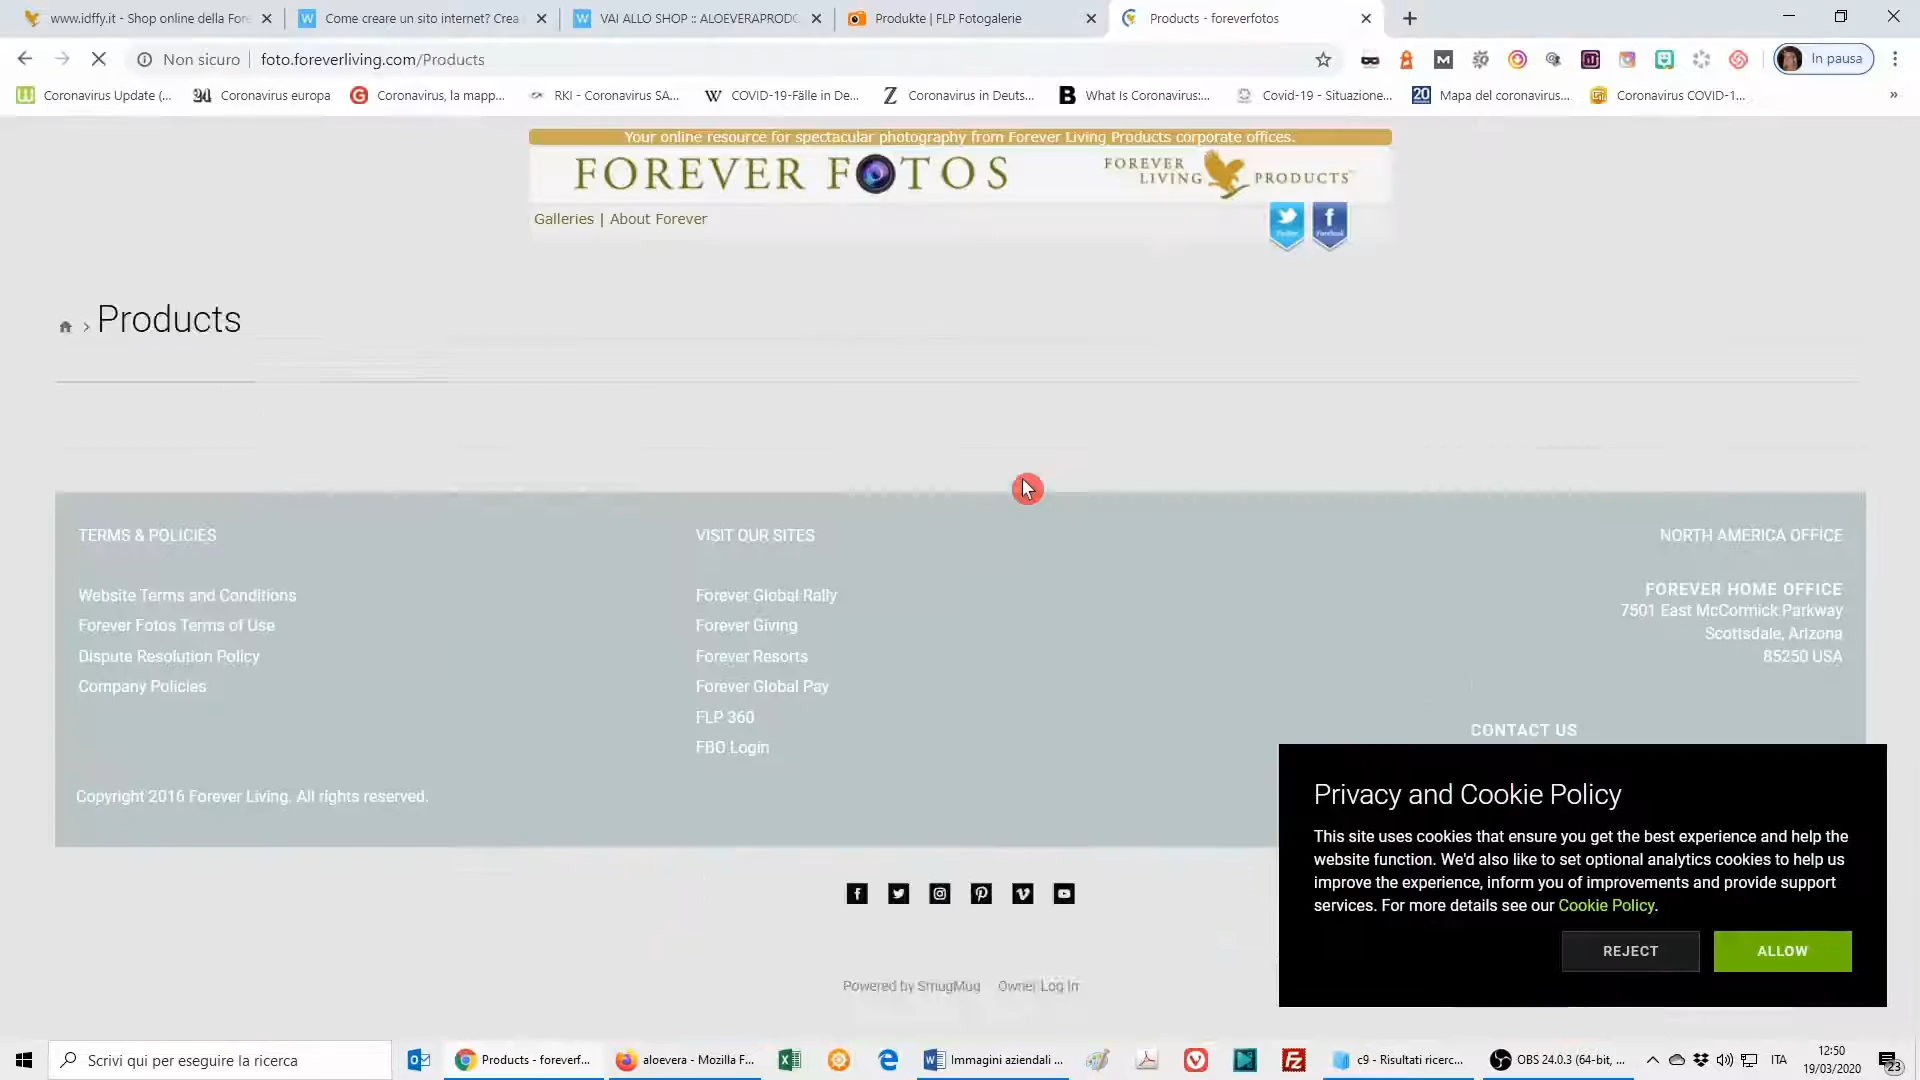 www.idffy.it - Shop online della Fore
Come creare un sito internet? Crea
VAI ALLO SHOP :: ALOEVERAPRODO
Produkte | FLP Fotogalerie
Products - foreverfotos
Non sicuro
foto.foreverliving.com/Products
In pausa
Coronavirus Update (...
Coronavirus europa
Coronavirus, la mapp...
RKI - Coronavirus SA...
COVID-19-Fälle in De...
Coronavirus in Deuts...
What Is Coronavirus:...
Covid-19 - Situazione...
Mapa del coronavirus...
Coronavirus COVID-1...
»
Your online resource for spectacular photography from Forever Living Products corporate offices.
FOREVER FOTOS
FOREVER LIVING PRODUCTS
Galleries | About Forever
Twitter
Facebook
> Products
TERMS & POLICIES
Website Terms and Conditions
Forever Fotos Terms of Use
Dispute Resolution Policy
Company Policies
Copyright 2016 Forever Living. All rights reserved.
VISIT OUR SITES
Forever Global Rally
Forever Giving
Forever Resorts
Forever Global Pay
FLP 360
FBO Login
NORTH AMERICA OFFICE
FOREVER HOME OFFICE
7501 East McCormick Parkway
Scottsdale, Arizona
85250 USA
CONTACT US
Privacy and Cookie Policy
This site uses cookies that ensure you get the best experience and help the
website function. We'd also like to set optional analytics cookies to help us
improve the experience, inform you of improvements and provide support
services. For more details see our Cookie Policy.
REJECT
ALLOW
Powered by SmugMug
Owner Log In
Scrivi qui per eseguire la ricerca
Products - foreverf...
aloevera - Mozilla F...
Immagini aziendali ...
c9 - Risultati ricerc...
OBS 24.0.3 (64-bit, ...
ITA
12:50
19/03/2020
23